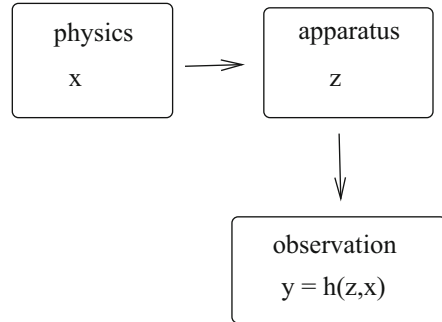 physics
x
apparatus
z
observation
y = h(z,x)